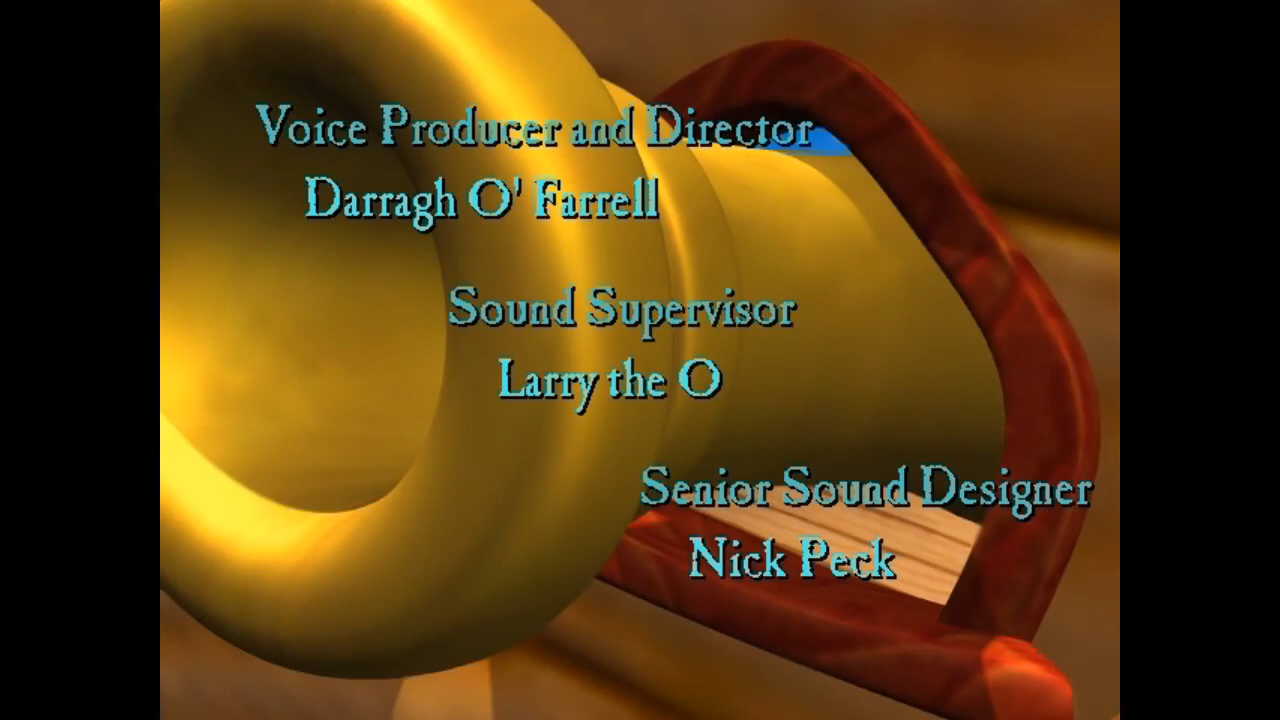 Voice Producer and Director
Darragh O' Farrell
Sound Supervisor
Larry the O
Senior Sound Designer
Nick Peck